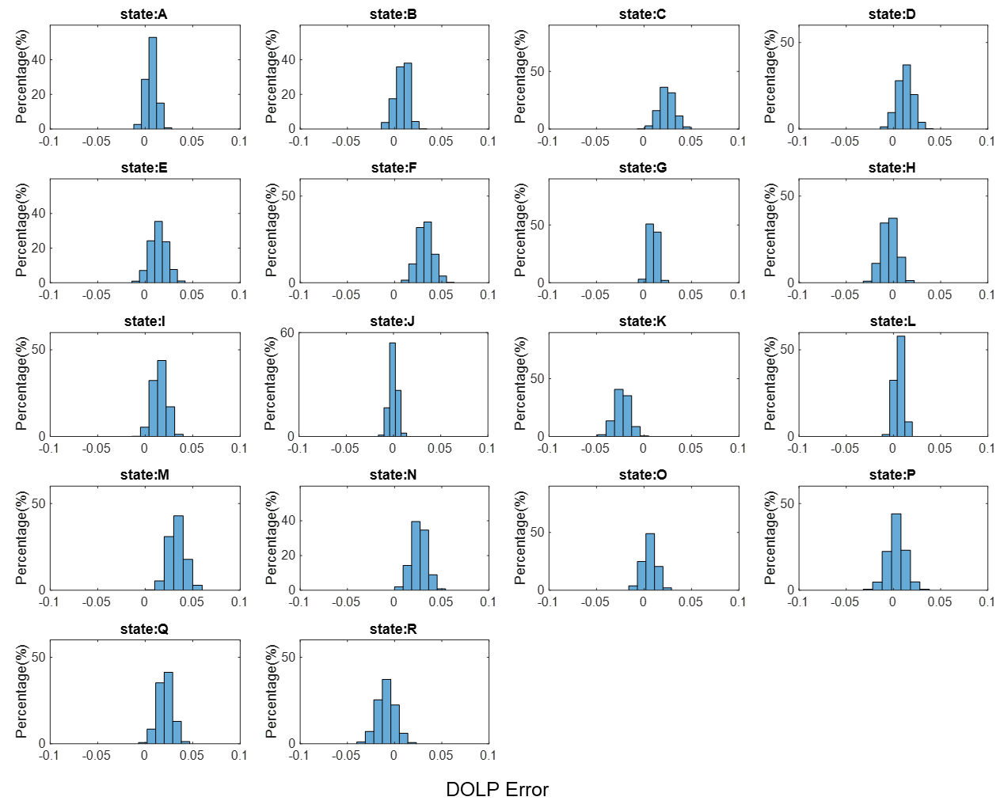 state:A state:B state:C state:D
Percentage(%) Percentage(%) Percentage(%) Percentage(%)
40 20 0 40 20 0 50 0 50 0
-0.1 -0.05 0 0.05 0.1 -0.1 -0.05 0 0.05 0.1 -0.1 -0.05 0 0.05 0.1 -0.1 -0.05 0 0.05 0.1
state:E state:F state:G state:H
Percentage(%) Percentage(%) Percentage(%) Percentage(%)
40 20 0 50 0 50 0 50 0
-0.1 -0.05 0 0.05 0.1 -0.1 -0.05 0 0.05 0.1 -0.1 -0.05 0 0.05 0.1 -0.1 -0.05 0 0.05 0.1
state:I state:J state:K state:L
Percentage(%) Percentage(%) Percentage(%) Percentage(%)
50 0 60 0 50 0 50 0
-0.1 -0.05 0 0.05 0.1 -0.1 -0.05 0 0.05 0.1 -0.1 -0.05 0 0.05 0.1 -0.1 -0.05 0 0.05 0.1
state:M state:N state:O state:P
Percentage(%) Percentage(%) Percentage(%) Percentage(%)
50 0 40 20 0 50 0 50 0
-0.1 -0.05 0 0.05 0.1 -0.1 -0.05 0 0.05 0.1 -0.1 -0.05 0 0.05 0.1 -0.1 -0.05 0 0.05 0.1
state:Q state:R
Percentage(%) Percentage(%)
50 0 50 0
-0.1 -0.05 0 0.05 0.1 -0.1 -0.05 0 0.05 0.1
DOLP Error